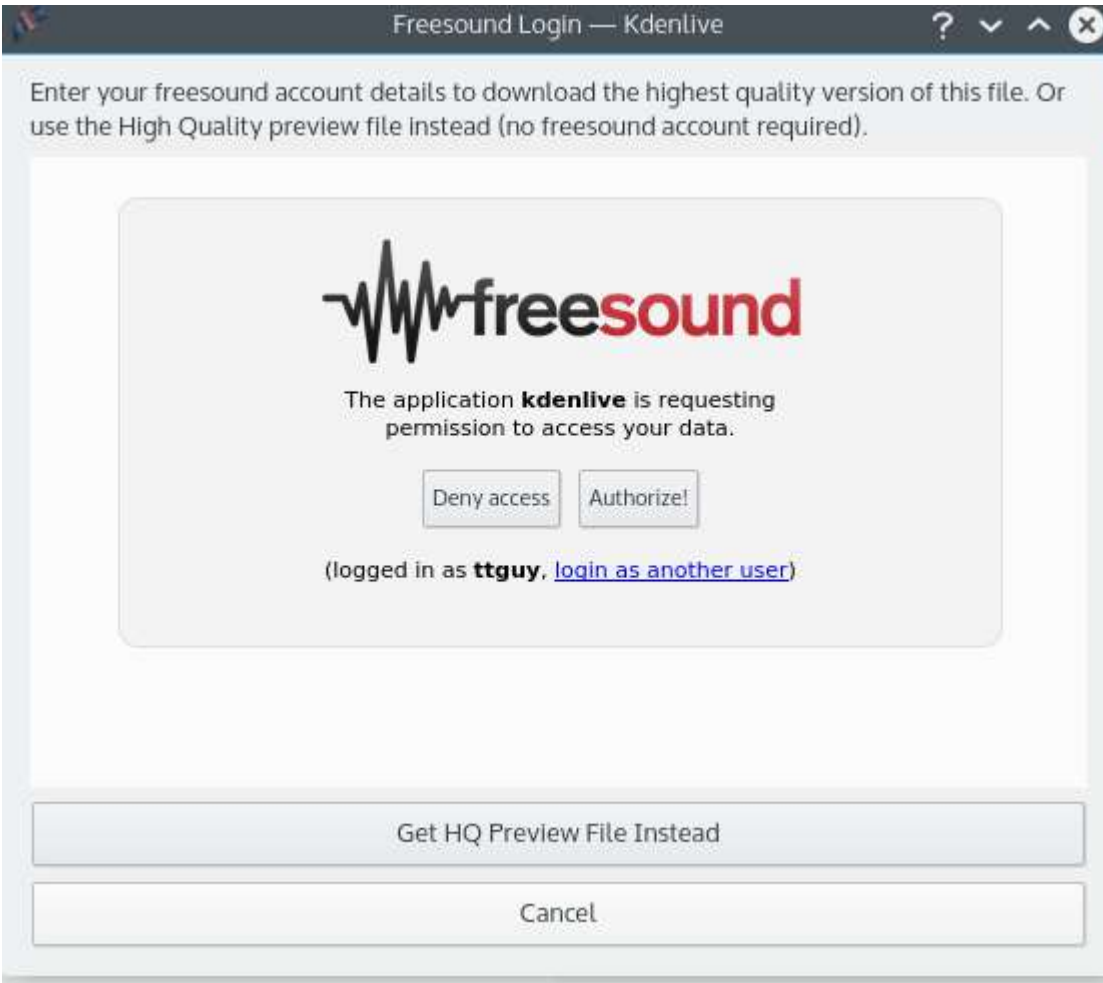 Freesound Login — Kdenlive
Enter your freesound account details to download the highest quality version of this file. Or
use the High Quality preview file instead (no freesound account required).
freesound
The application kdenlive is requesting
permission to access your data.
Deny access Authorize!
(logged in as ttguy, login as another user)
Get HQ Preview File Instead
Cancel